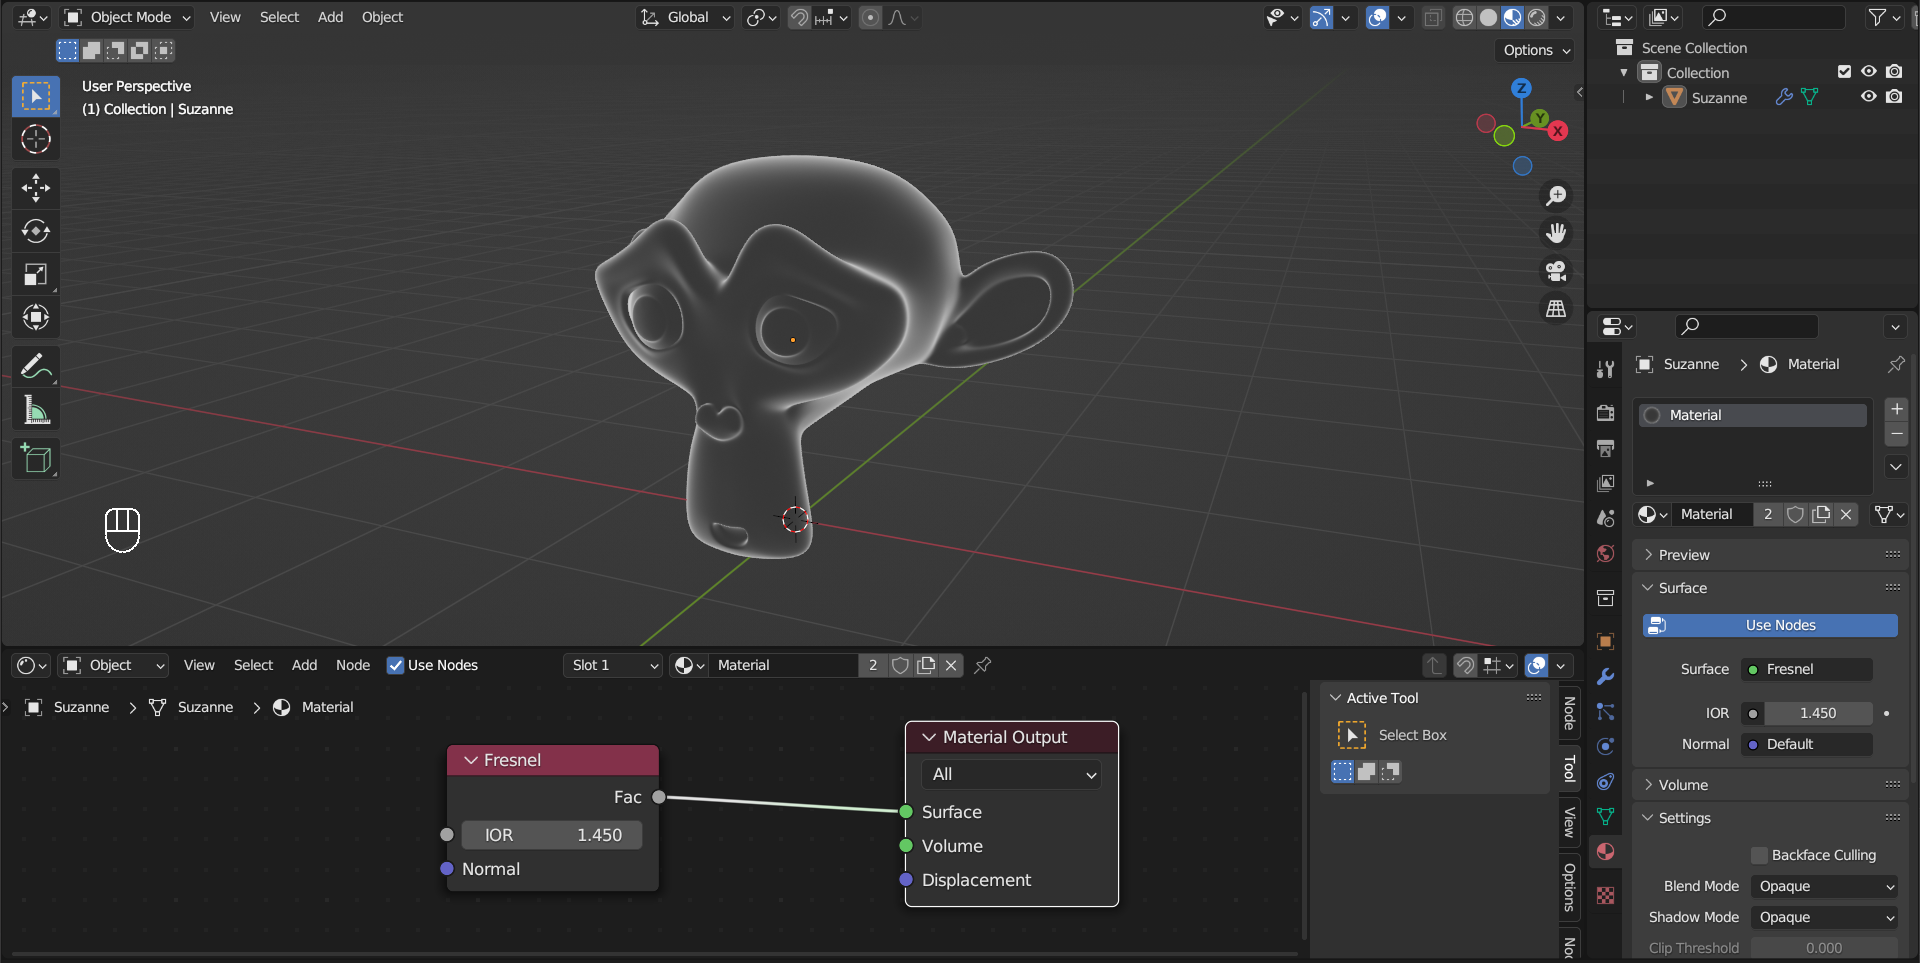 Object Mode
View
Select
Add
Object
Global
Options
User Perspective
(1) Collection | Suzanne
Z
Y
X
Scene Collection
Collection
Suzanne
Suzanne
Material
Material
Material
2
Preview
Surface
Use Nodes
Surface
Fresnel
IOR
1.450
Normal
Default
Volume
Settings
Backface Culling
Blend Mode
Opaque
Shadow Mode
Opaque
Clip Threshold
0.000
Object
View
Select
Add
Node
Use Nodes
Slot 1
Material
2
Suzanne
Suzanne
Material
Fresnel
Fac
IOR
1.450
Normal
Material Output
All
Surface
Volume
Displacement
Active Tool
Select Box
Node
Tool
View
Options